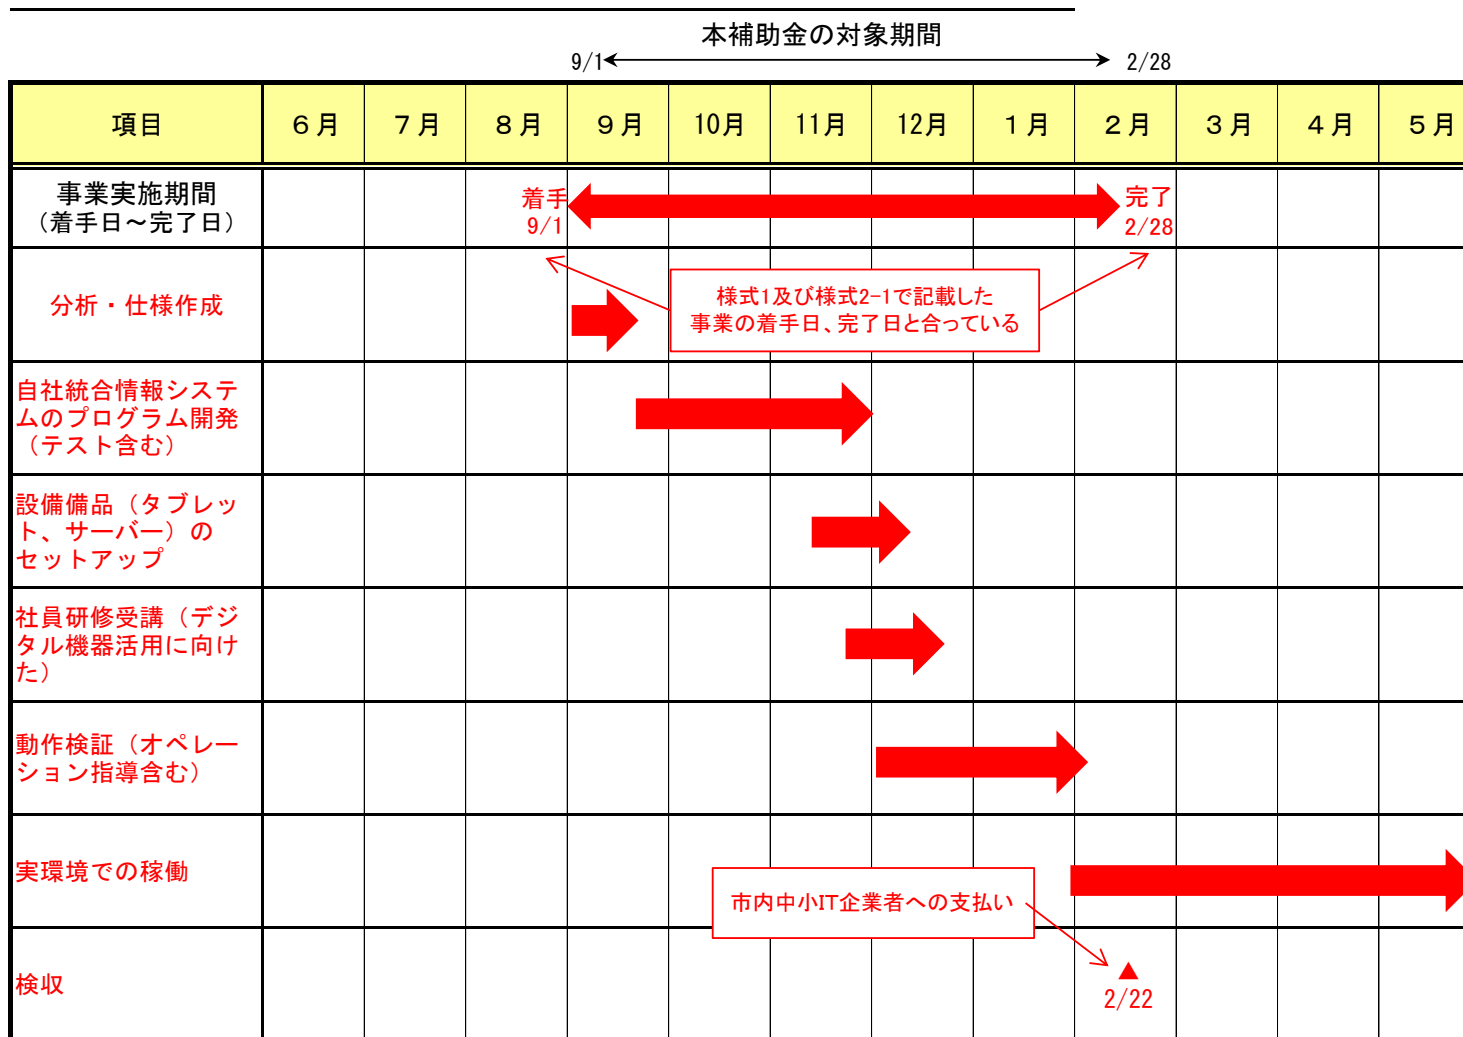 本補助金の対象期間
9/1 2/28
項目 ６月 ７月 ８月 ９月 10月 11月 12月 １月 ２月 ３月 ４月 ５月
事業実施期間
（着手日～完了日）
着手
9/1
完了
2/28
分析・仕様作成
様式1及び様式2-1で記載した
事業の着手日、完了日と合っている
自社統合情報システ
ムのプログラム開発
（テスト含む）
設備備品（タブレッ
ト、サーバー）の
セットアップ
社員研修受講（デジ
タル機器活用に向け
た）
動作検証（オペレー
ション指導含む）
実環境での稼働
市内中小IT企業者への支払い
検収
▲
2/22